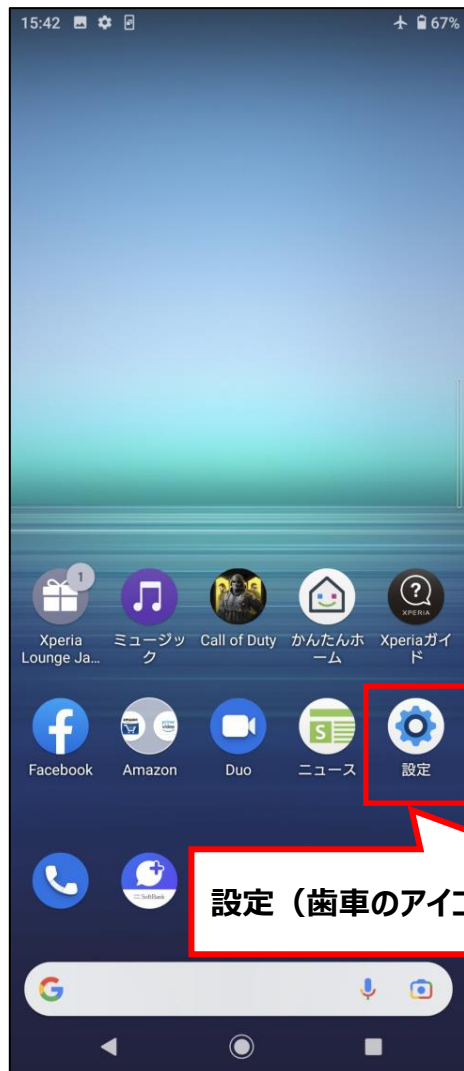 15:42
67%
1
XPERIA
Xperia
Lounge Ja...
ミュージッ
ク
Call of Duty
かんたんホ
ーム
Xperiaガイ
ド
S
Facebook
Amazon
Duo
ニュース
設定
SoftBank
設定（歯車のアイコ
G